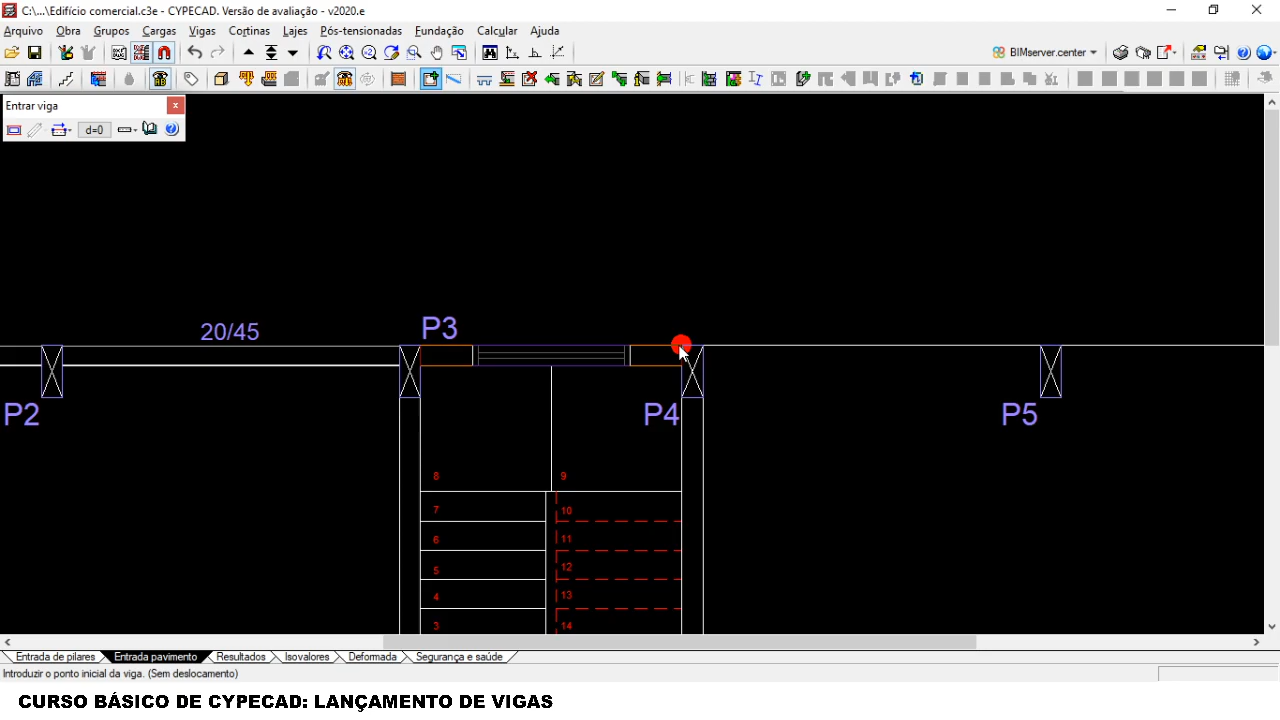 C:\...\Edifício comercial.c3e - CYPECAD. Versão de avaliação - v2020.e
Arquivo Obra Grupos Cargas Vigas Cortinas Lajes Pós-tensionadas Fundação Calcular Ajuda
BIMserver.center
Entrar viga
d=0
20/45
P3
P2
P4
P5
8 9
7 10
6 11
5 12
4 13
3 14
Entrada de pilares Entrada pavimento Resultados Isovalores Deformada Segurança e saúde
Introduzir o ponto inicial da viga. (Sem deslocamento)
CURSO BÁSICO DE CYPECAD: LANÇAMENTO DE VIGAS